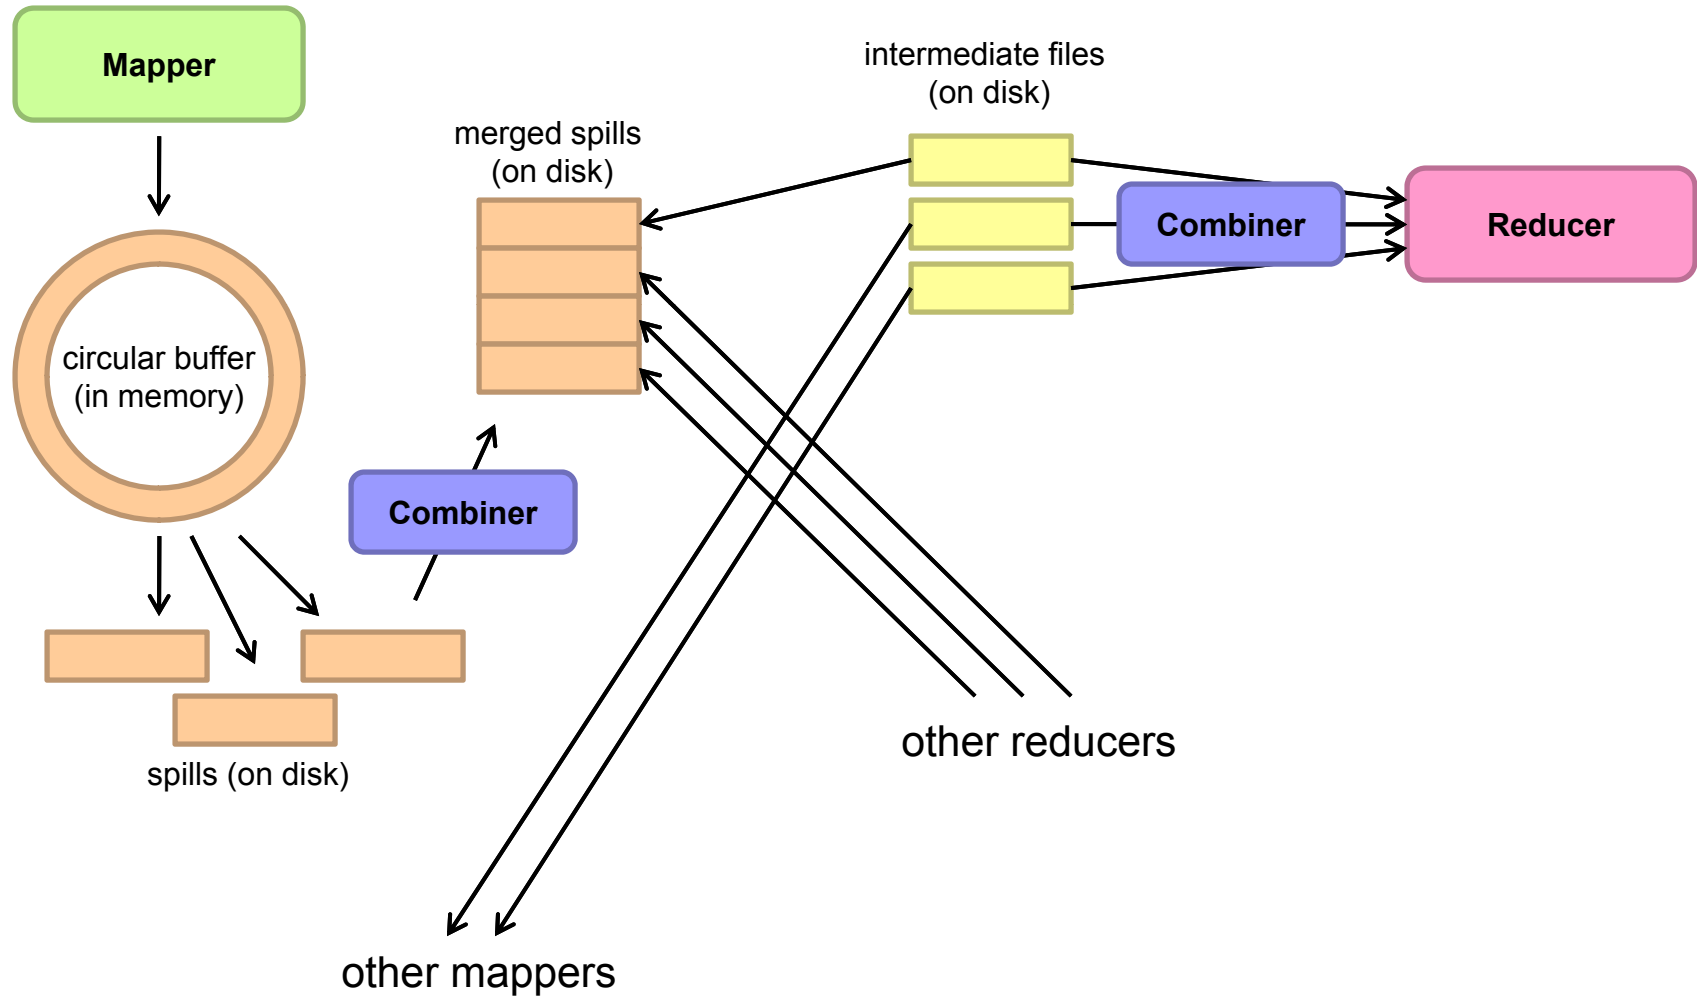 Mapper
circular buffer
(in memory)
spills (on disk)
Combiner
merged spills
(on disk)
intermediate files
(on disk)
Combiner
Reducer
other reducers
other mappers